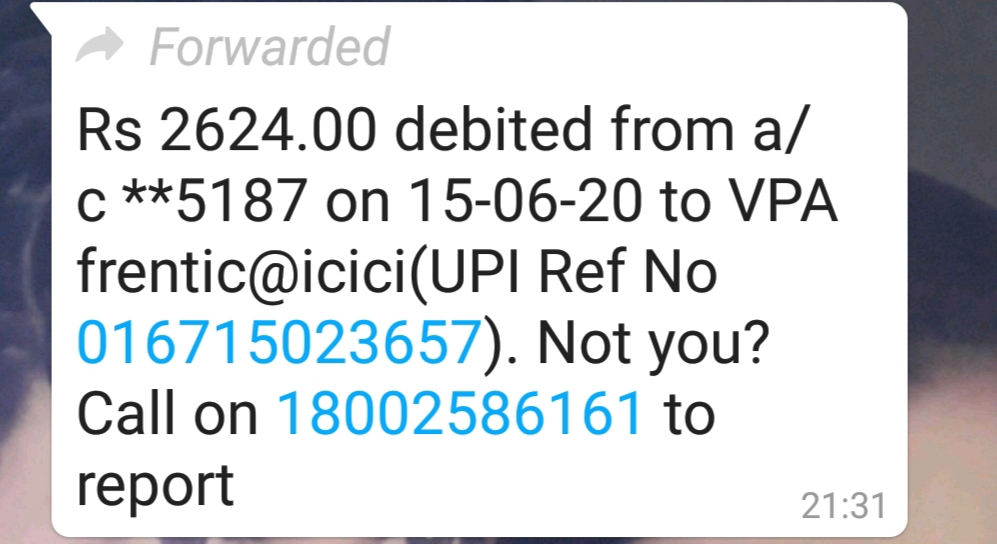 Forwarded
Rs 2624.00 debited from a/
c **5187 on 15-06-20 to VPA
frentic@icici(UPI Ref No
016715023657). Not you?
Call on 18002586161 to
report
21:31